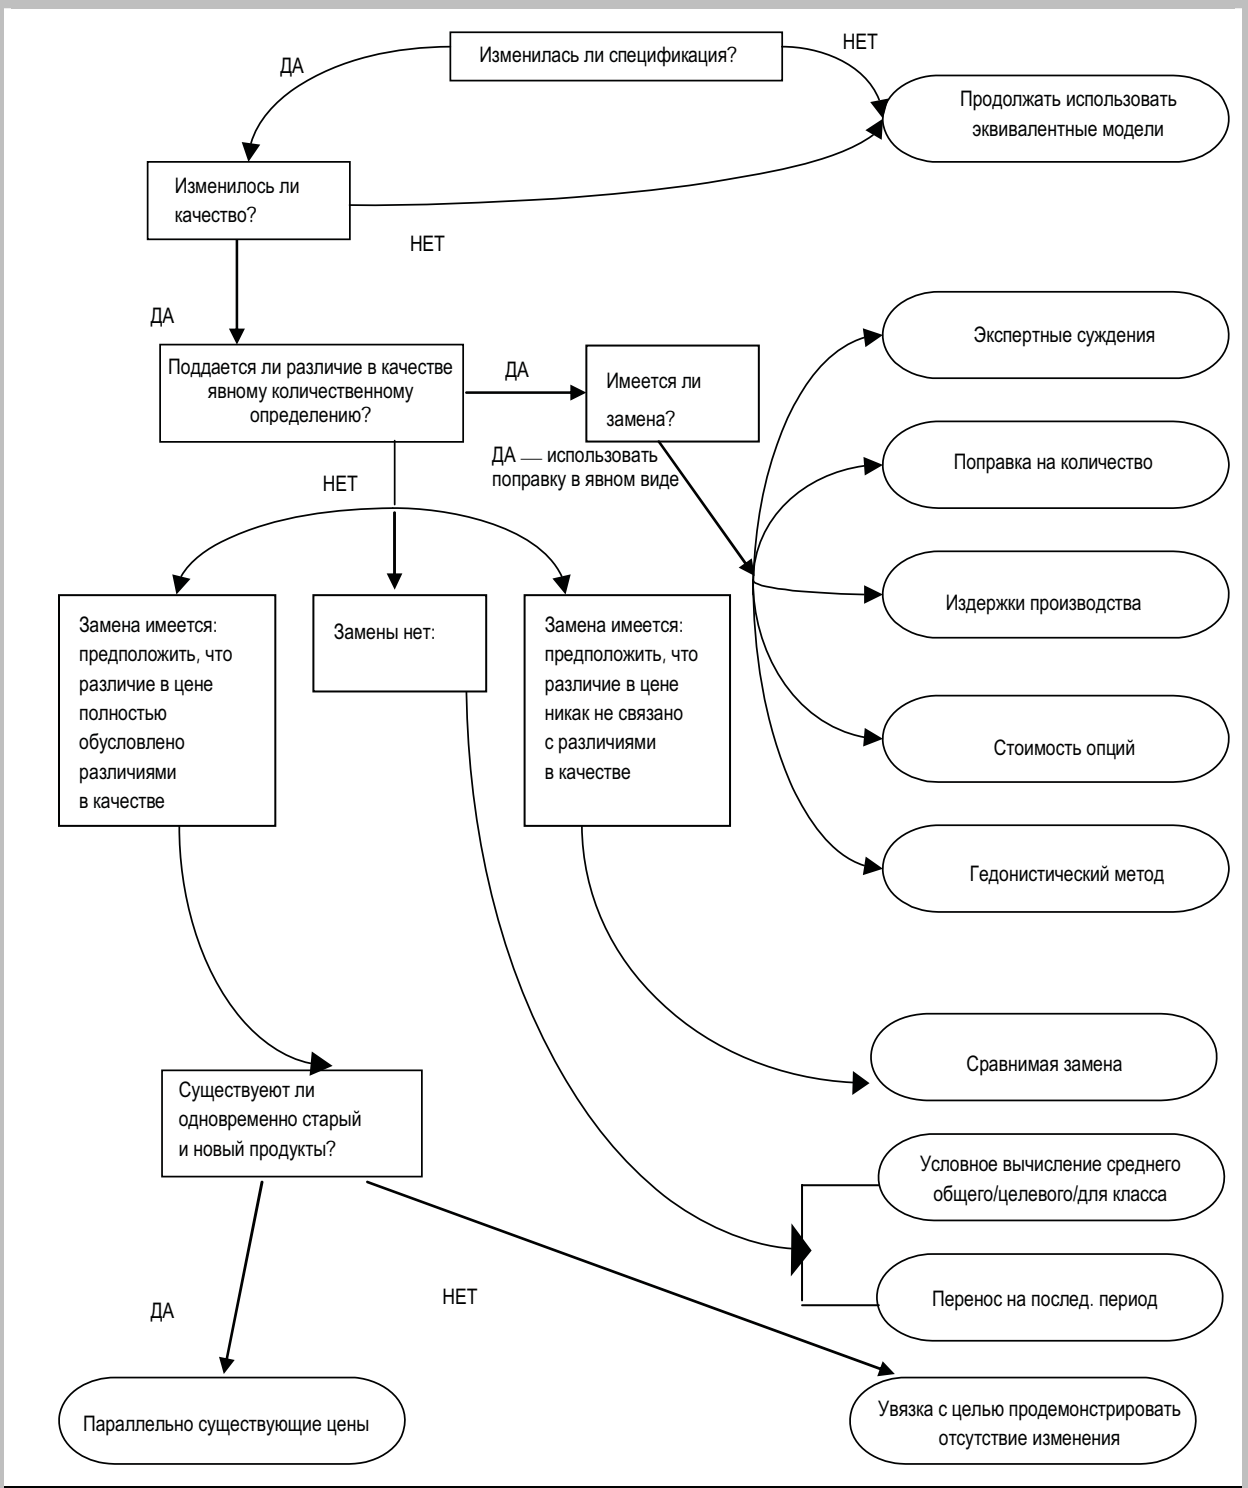 Изменилась ли спецификация?
НЕТ
ДА
Продолжать использовать
эквивалентные модели
Изменилось ли
качество?
НЕТ
ДА
Экспертные суждения
Поддается ли различие в качестве
явному количественному
определению?
ДА
Имеется ли
замена?
ДА — использовать
поправку в явном виде
Поправка на количество
НЕТ
Издержки производства
Замена имеется:
предположить, что
различие в цене
полностью
обусловлено
различиями
в качестве
Замены нет:
Замена имеется:
предположить, что
различие в цене
никак не связано
с различиями
в качестве
Стоимость опций
Гедонистический метод
Сравнимая замена
Существуеют ли
одновременно старый
и новый продукты?
Условное вычисление среднего
общего/целевого/для класса
Перенос на послед. период
ДА
НЕТ
Параллельно существующие цены
Увязка с целью продемонстрировать
отсутствие изменения